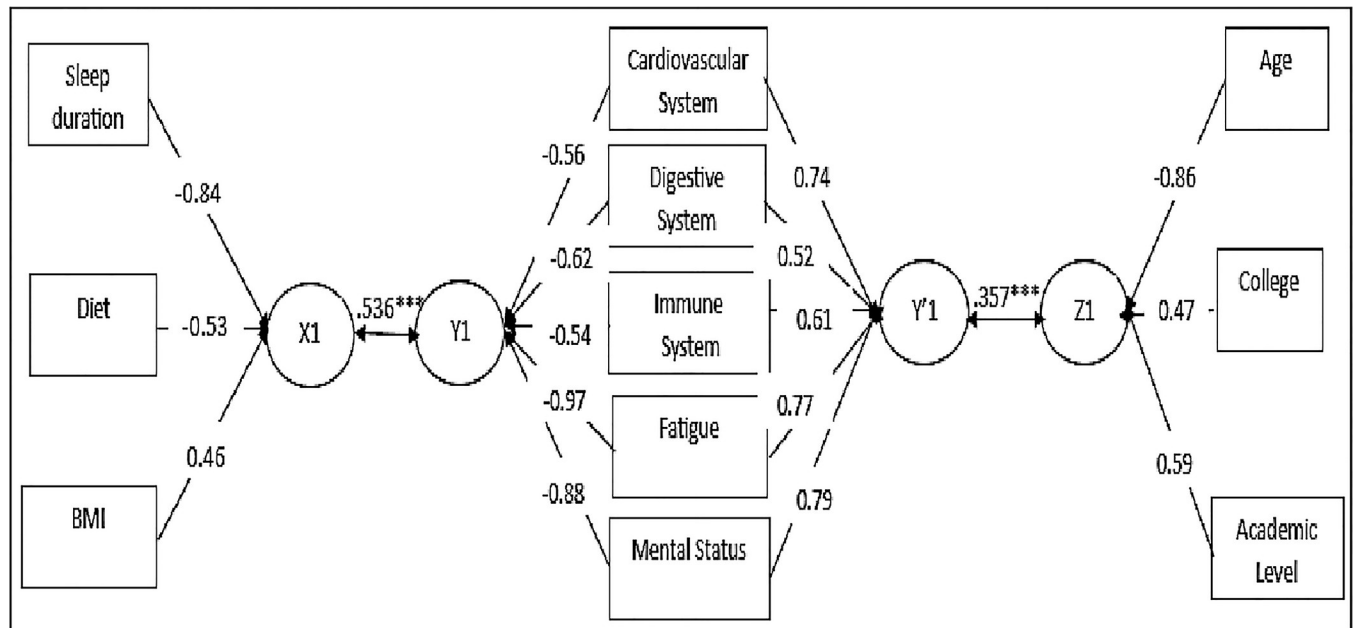 Sleep
duration
Diet
BMI
-0.84
-0.53
0.46
X1
.536***
Y1
-0.56
-0.62
-0.54
-0.97
-0.88
Cardiovascular
System
Digestive
System
Immune
System
Fatigue
Mental Status
0.74
0.52
0.61
0.77
0.79
Y'1
.357***
Z1
-0.86
0.47
0.59
Age
College
Academic
Level